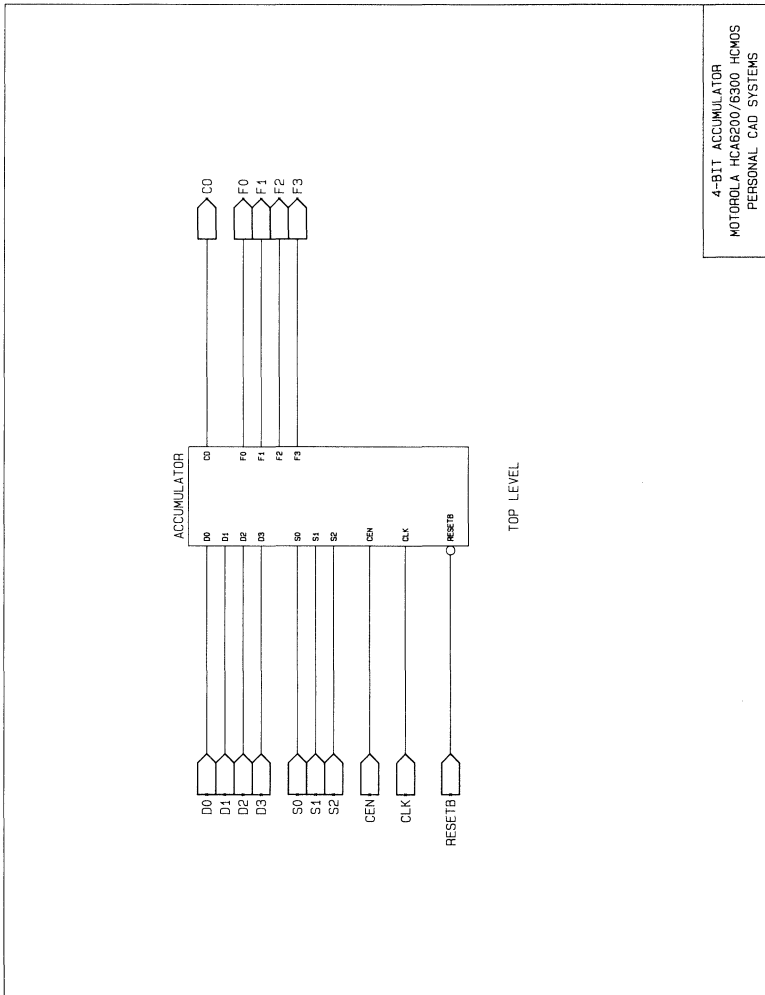 ACCUMULATOR
D0
D1
D2
D3
S0
S1
S2
CEN
CLK
RESETB
D0
D1
D2
D3
S0
S1
S2
CEN
CLK
RESETB
CO
F0
F1
F2
F3
CO
F0
F1
F2
F3
TOP LEVEL
4-BIT ACCUMULATOR
MOTOROLA HCA6200/6300 HCMOS
PERSONAL CAD SYSTEMS